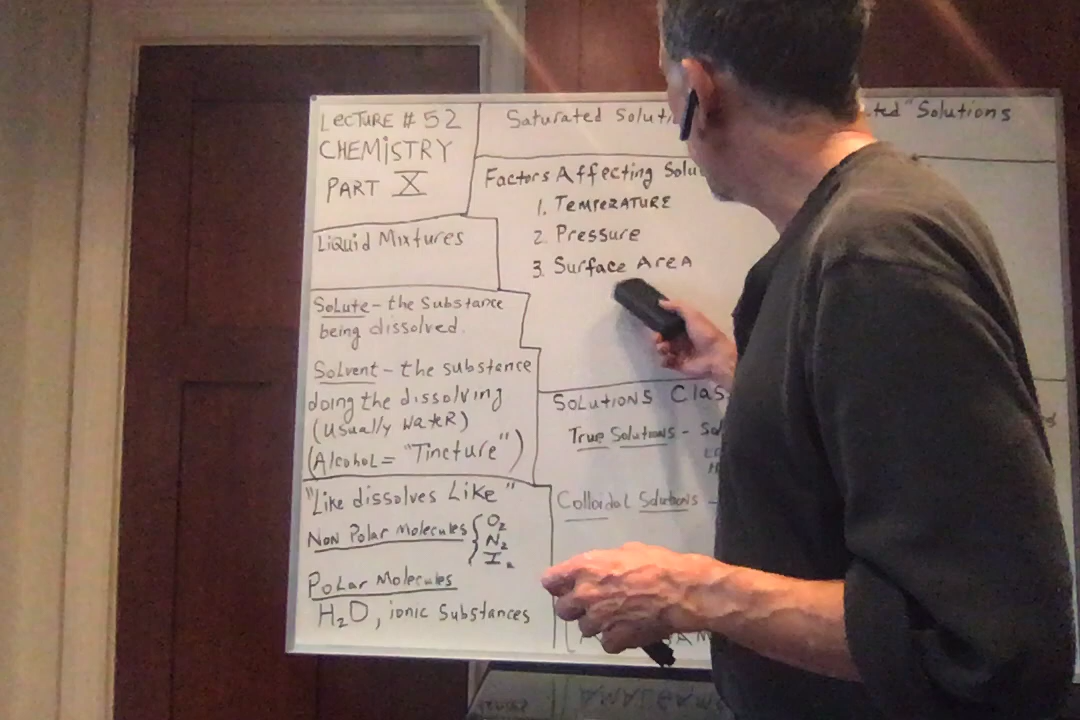 LECTURE # 52
CHEMISTRY
PART X
Liquid Mixtures
Solute - the Substance
being dissolved.
Solvent - the substance
doing the dissolving
(usually water)
(Alcohol = "Tincture")
"Like dissolves Like"
Non Polar Molecules { O₂
N₂
I₂
Polar Molecules
H₂O, ionic Substances
Saturated Soluti ted" Solutions
Factors Affecting Solu
1. TEMPERATURE
2. Pressure
3. Surface Area
Solutions Clas
True Solutions - Sol
Colloidal Solutions -